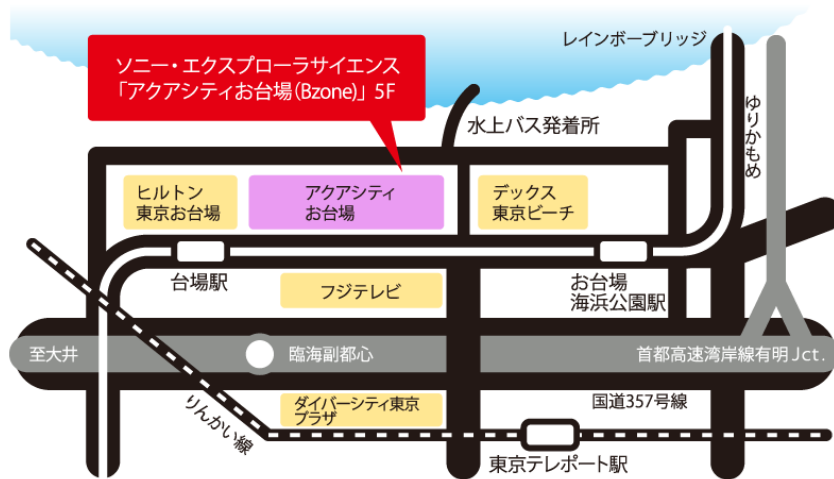 レインボーブリッジ
ソニー・エクスプローラサイエンス
「アクアシティお台場(Bzone)」5F
水上バス発着所
ゆりかもめ
ヒルトン
東京お台場
アクアシティ
お台場
デックス
東京ビーチ
台場駅
お台場
海浜公園駅
フジテレビ
至大井
臨海副都心
首都高速湾岸線有明Jct.
りんかい線
ダイバーシティ東京
プラザ
国道357号線
東京テレポート駅